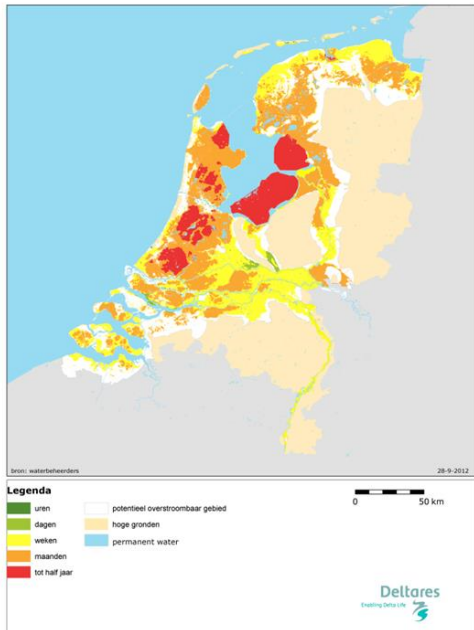 bron: waterbeheerders
28-9-2012
Legenda
uren
dagen
weken
maanden
tot half jaar
potentieel overstroombaar gebied
hoge gronden
permanent water
0 50 km
Deltares
Enabling Delta Life